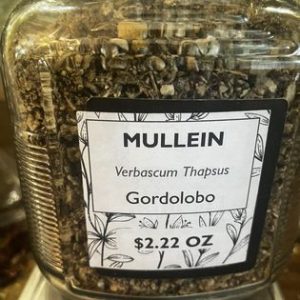 MULLEIN
Verbascum Thapsus
Gordolobo
$2.22 OZ